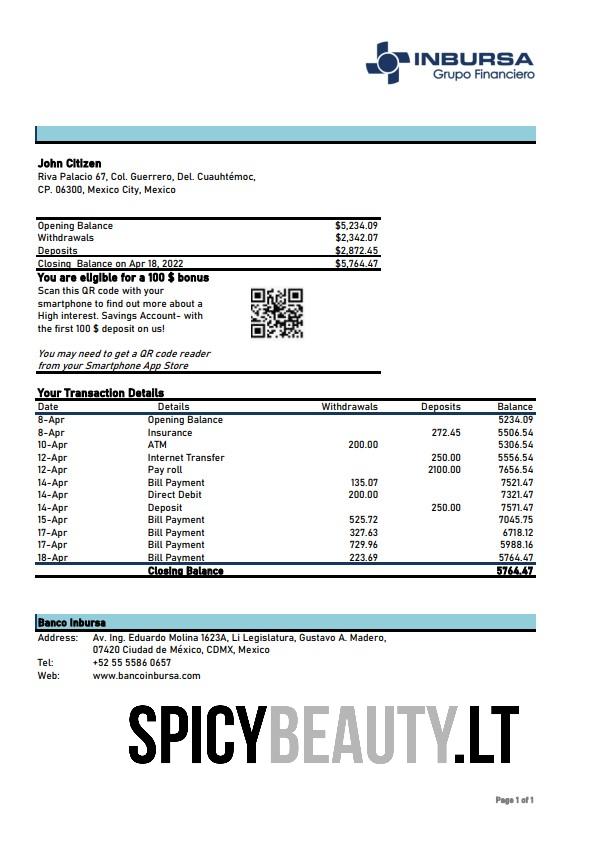 INBURSA
Grupo Financiero
John Citizen
Riva Palacio 67, Col. Guerrero, Del. Cuauhtémoc,
CP. 06300, Mexico City, Mexico
Opening Balance $5,234.09
Withdrawals $2,342.07
Deposits $2,872.45
Closing Balance on Apr 18, 2022 $5,764.47
You are eligible for a 100 $ bonus
Scan this QR code with your
smartphone to find out more about a
High interest. Savings Account- with
the first 100 $ deposit on us!
You may need to get a QR code reader
from your Smartphone App Store
Your Transaction Details
Date Details Withdrawals Deposits Balance
8-Apr Opening Balance 5234.09
8-Apr Insurance 272.45 5506.54
10-Apr ATM 200.00 5306.54
12-Apr Internet Transfer 250.00 5556.54
12-Apr Pay roll 2100.00 7656.54
14-Apr Bill Payment 135.07 7521.47
14-Apr Direct Debit 200.00 7321.47
14-Apr Deposit 250.00 7571.47
15-Apr Bill Payment 525.72 7045.75
17-Apr Bill Payment 327.63 6718.12
17-Apr Bill Payment 729.96 5988.16
18-Apr Bill Payment 223.69 5764.47
Closing Balance 5764.47
Banco Inbursa
Address: Av. Ing. Eduardo Molina 1623A, Li Legislatura, Gustavo A. Madero,
07420 Ciudad de México, CDMX, Mexico
Tel: +52 55 5586 0657
Web: www.bancoinbursa.com
SPICYBEAUTY.LT
Page 1 of 1